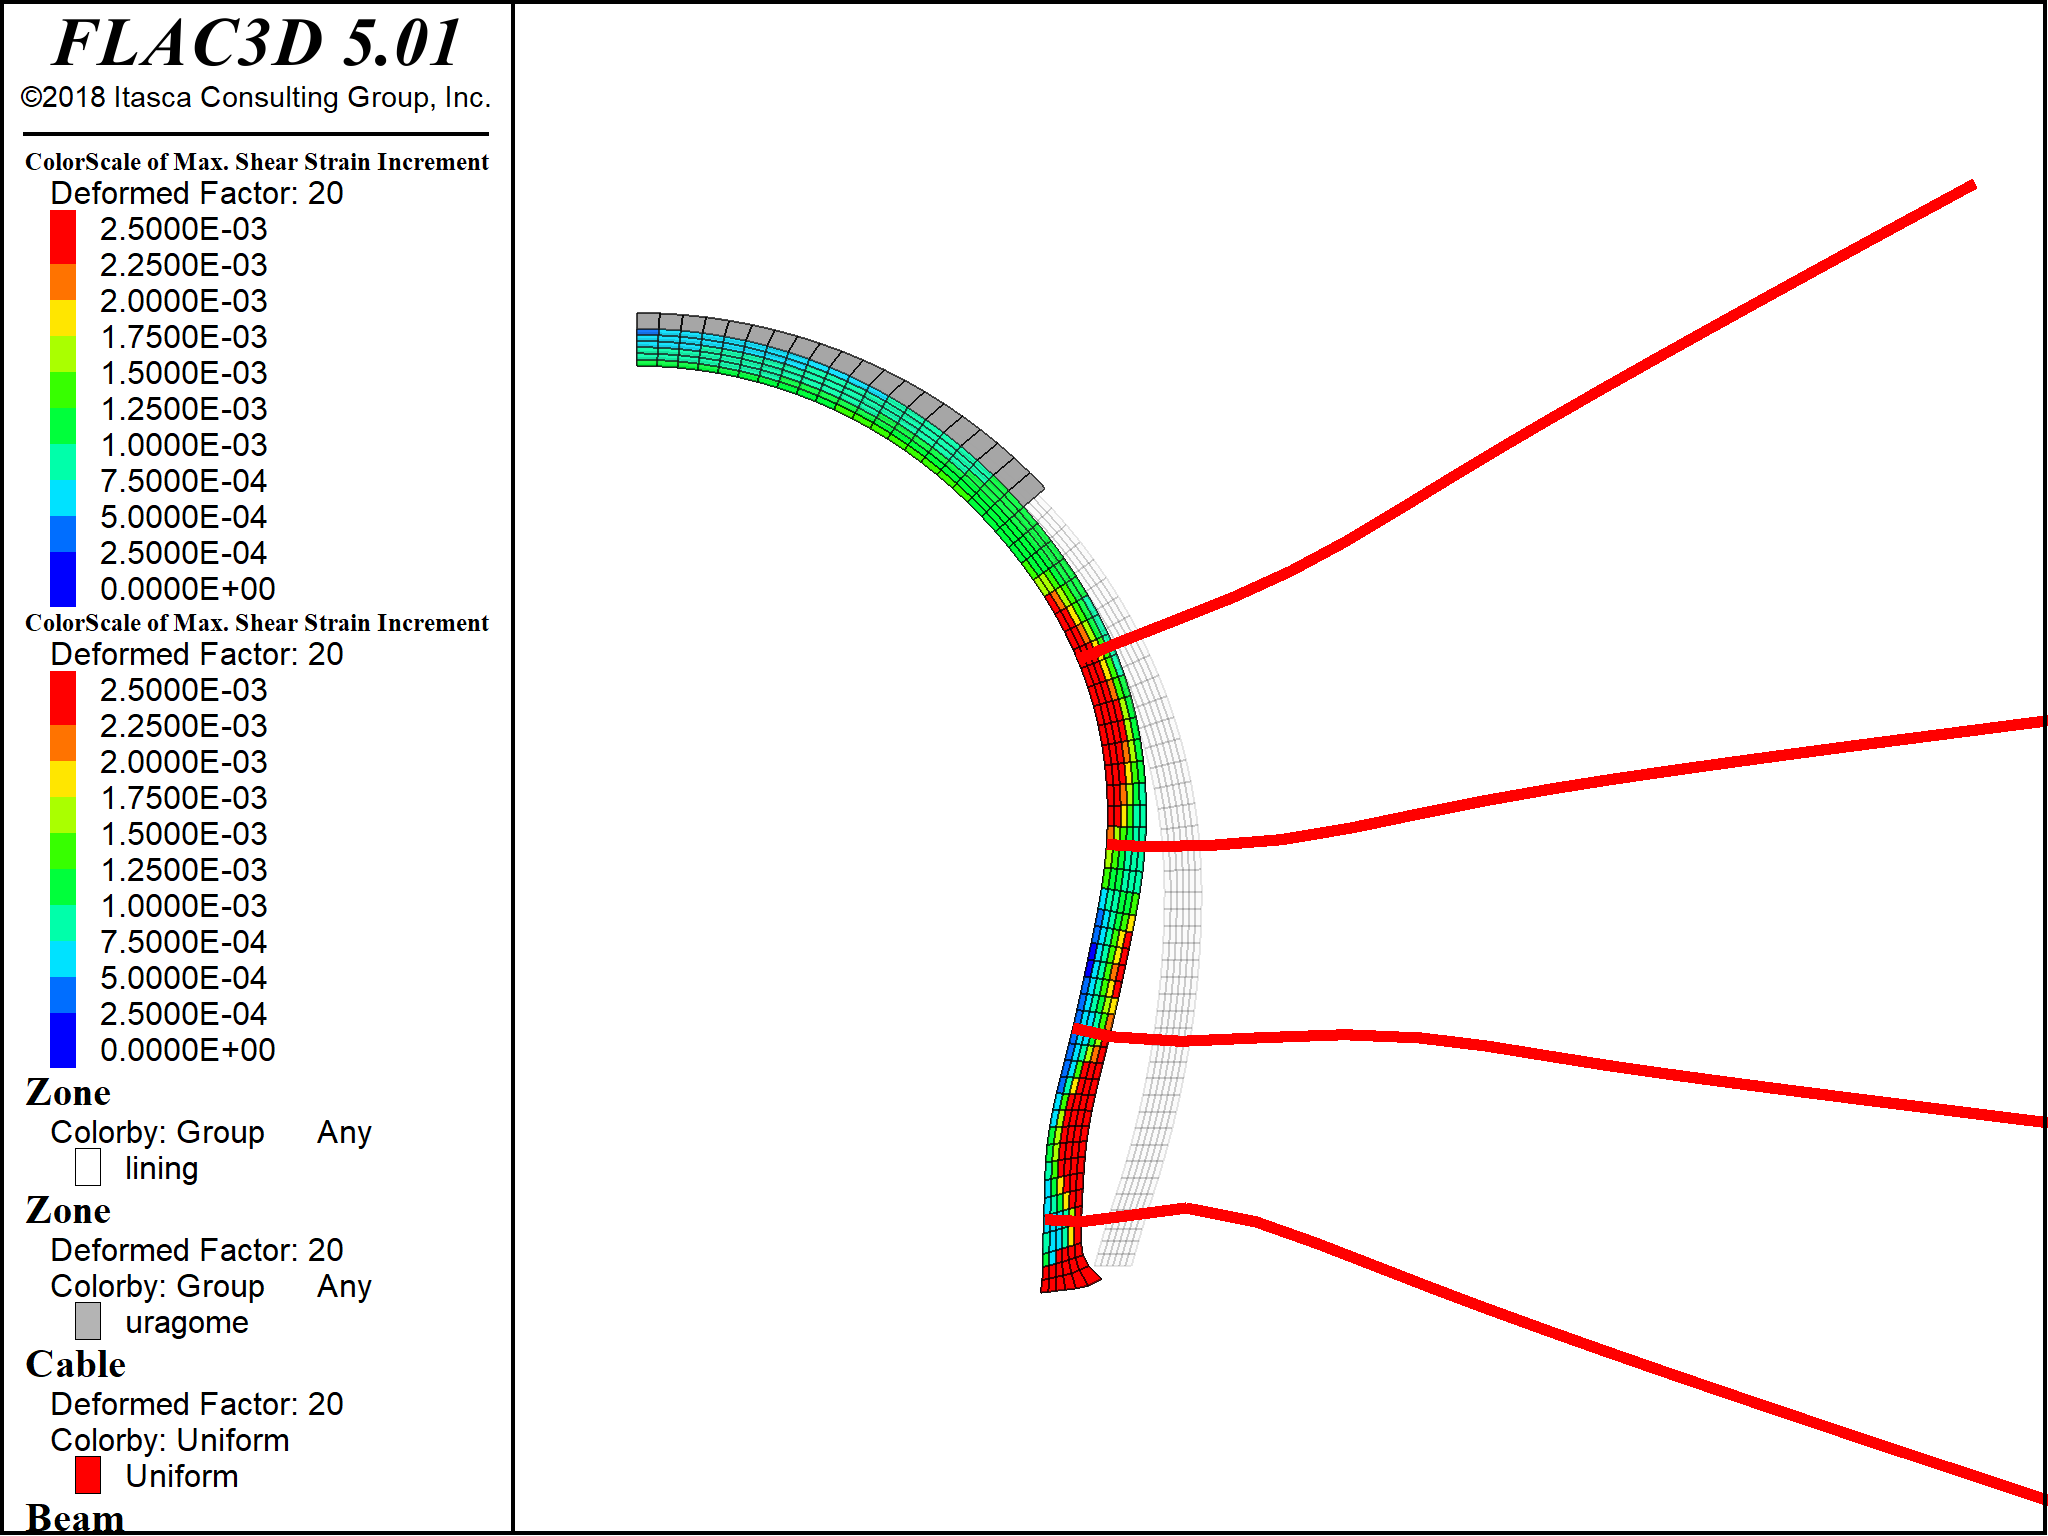 FLAC3D 5.01
©2018 Itasca Consulting Group, Inc.
ColorScale of Max. Shear Strain Increment
Deformed Factor: 20
2.5000E-03
2.2500E-03
2.0000E-03
1.7500E-03
1.5000E-03
1.2500E-03
1.0000E-03
7.5000E-04
5.0000E-04
2.5000E-04
0.0000E+00
ColorScale of Max. Shear Strain Increment
Deformed Factor: 20
2.5000E-03
2.2500E-03
2.0000E-03
1.7500E-03
1.5000E-03
1.2500E-03
1.0000E-03
7.5000E-04
5.0000E-04
2.5000E-04
0.0000E+00
Zone
Colorby: Group Any
lining
Zone
Deformed Factor: 20
Colorby: Group Any
uragome
Cable
Deformed Factor: 20
Colorby: Uniform
Uniform
Beam